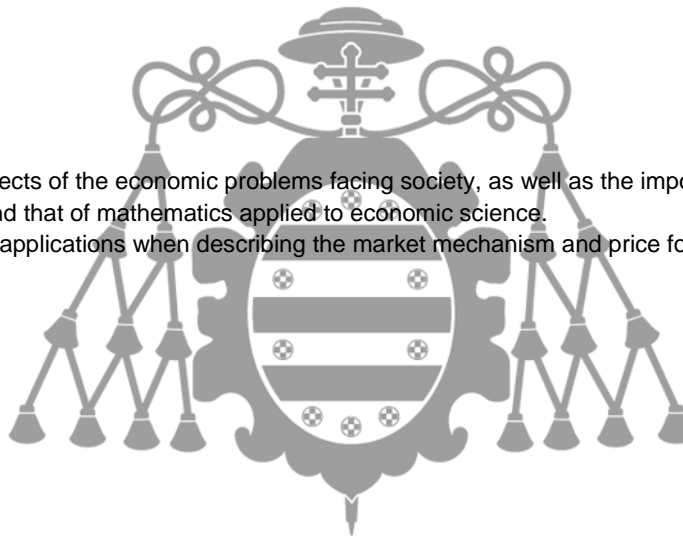 ects of the economic problems facing society, as well as the impo
nd that of mathematics applied to economic science.
applications when describing the market mechanism and price fo